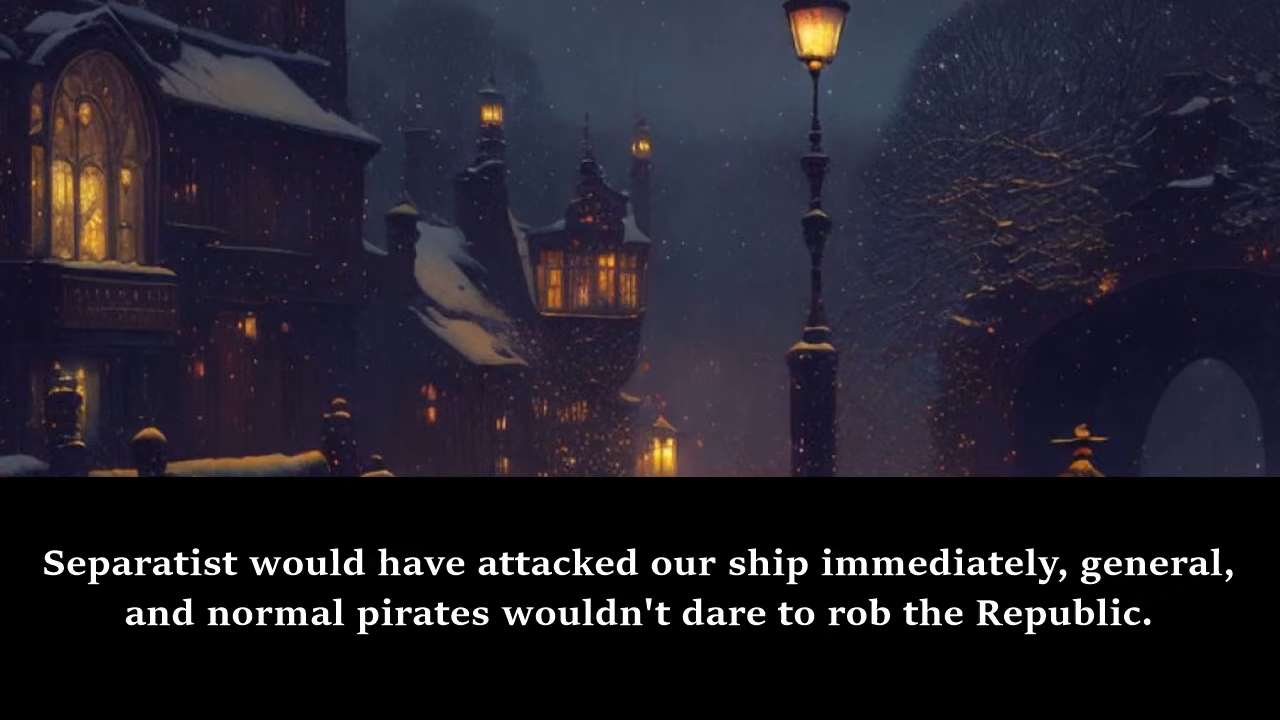 Separatist would have attacked our ship immediately, general,
and normal pirates wouldn't dare to rob the Republic.